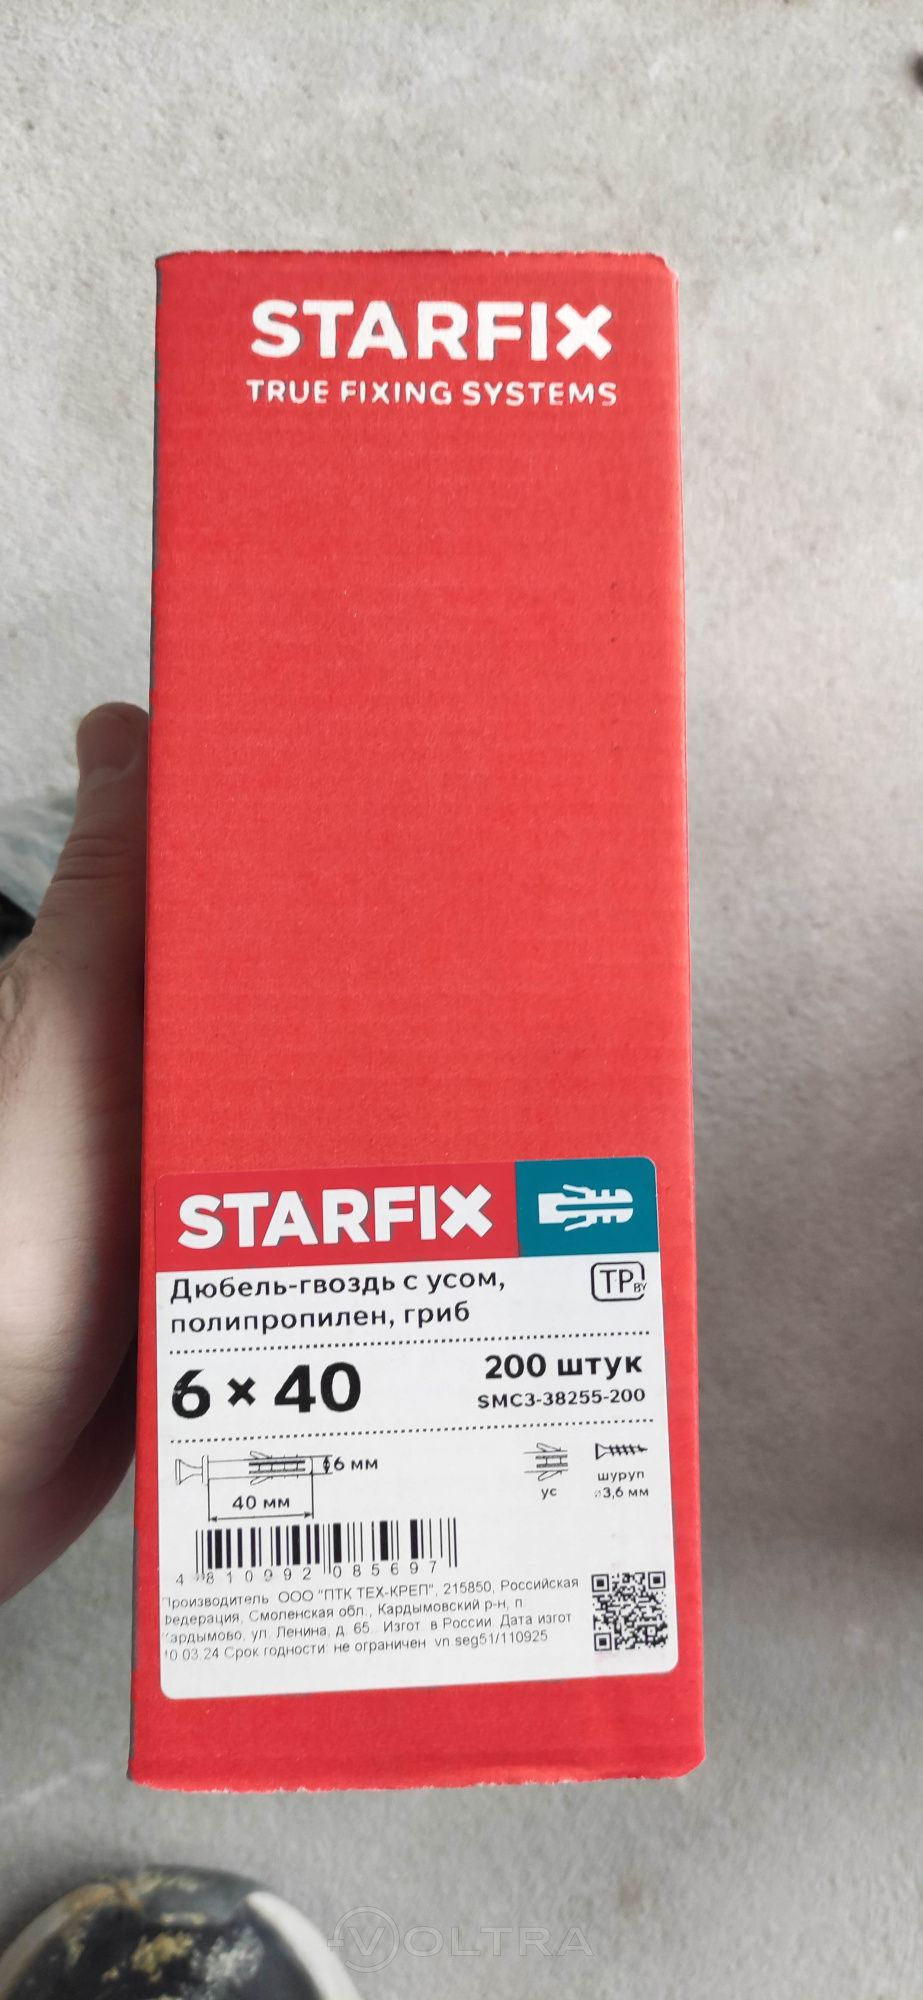 STARFIX
TRUE FIXING SYSTEMS
STARFIX
Дюбель-гвоздь с усом,
полипропилен, гриб
TP BY
6 × 40
200 штук
SMC3-38255-200
6 мм
40 мм
ус
шуруп
⌀3,6 мм
4 810992 085697
Производитель ООО "ПТК ТЕХ-КРЕП", 215850, Российская
Федерация, Смоленская обл., Кардымовский р-н, п.
Кардымово, ул. Ленина, д. 65. Изгот. в России. Дата изгот
10.03.24 Срок годности: не ограничен vn seg51/110925
VOLTRA